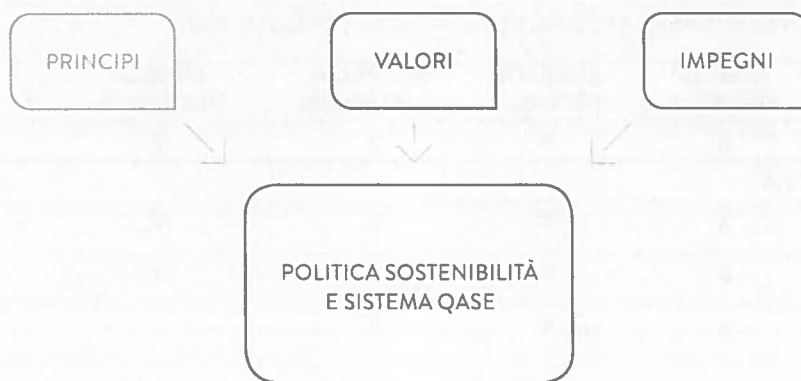 PRINCIPI
VALORI
IMPEGNI
POLITICA SOSTENIBILITÀ
E SISTEMA QASE